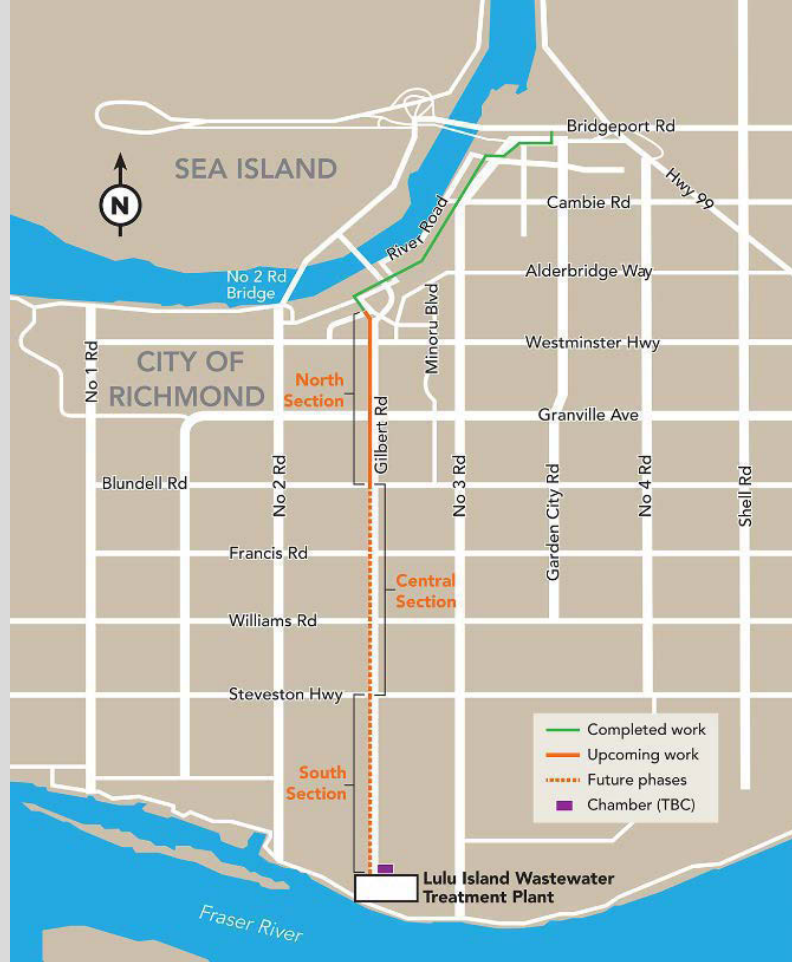 Bridgeport Rd
SEA ISLAND
Hwy 99
N
Cambie Rd
River Road
No 2 Rd
Bridge
Alderbridge Way
Minoru Blvd
Westminster Hwy
No 1 Rd
CITY OF
RICHMOND
North
Section
Gilbert Rd
Granville Ave
Blundell Rd
No 2 Rd
No 3 Rd
Garden City Rd
No 4 Rd
Shell Rd
Francis Rd
Central
Section
Williams Rd
Steveston Hwy
Completed work
Upcoming work
Future phases
Chamber (TBC)
South
Section
Lulu Island Wastewater
Treatment Plant
Fraser River